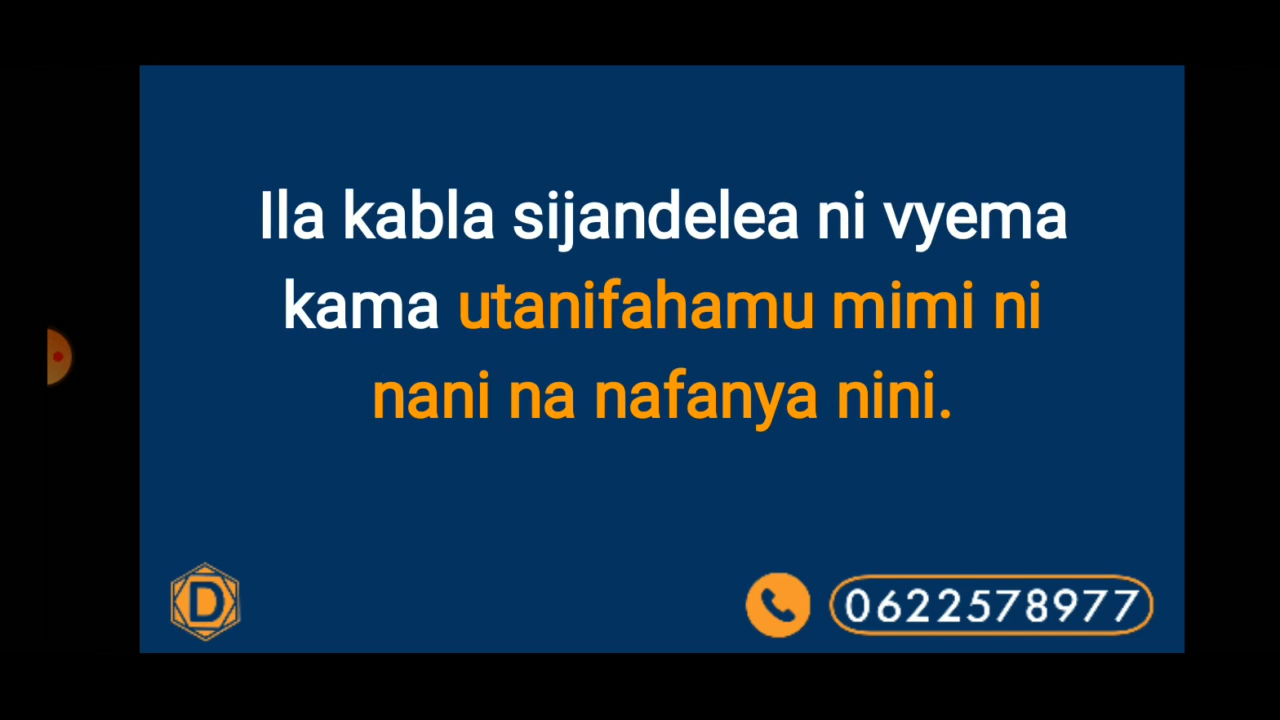 Ila kabla sijandelea ni vyema
kama utanifahamu mimi ni
nani na nafanya nini.
D
0622578977